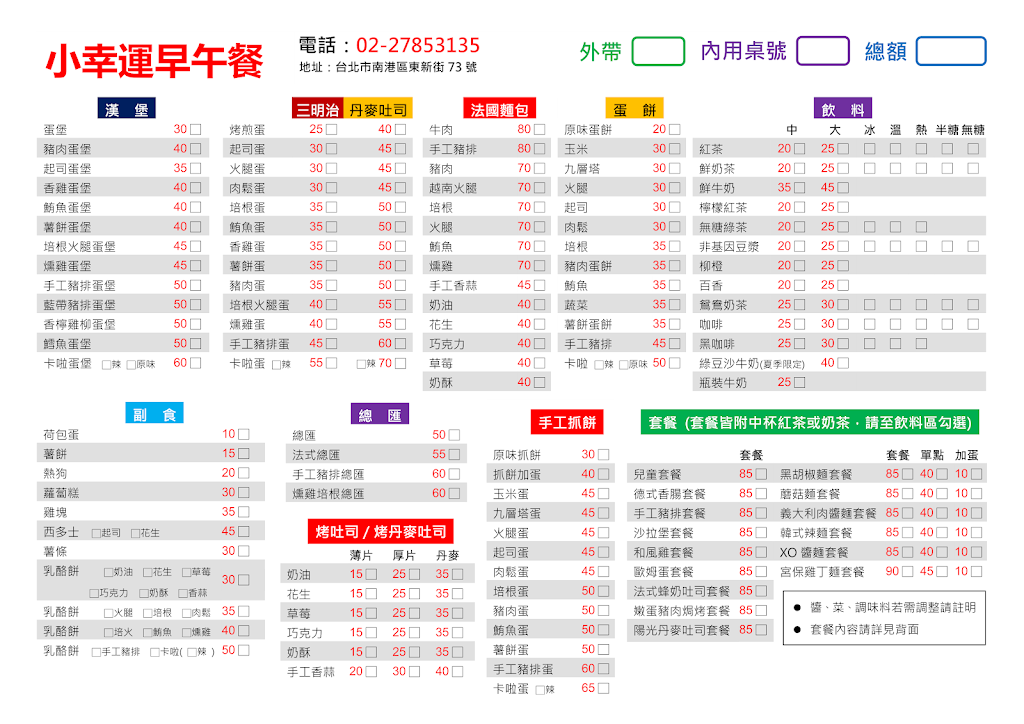 小幸運早午餐
電話：02-27853135
地址：台北市南港區東新街 73 號
外帶
內用桌號
總額
漢 堡
蛋堡 30
豬肉蛋堡 40
起司蛋堡 35
香雞蛋堡 40
鮪魚蛋堡 40
薯餅蛋堡 40
培根火腿蛋堡 45
燻雞蛋堡 45
手工豬排蛋堡 50
藍帶豬排蛋堡 50
香檸雞柳蛋堡 50
鱈魚蛋堡 50
卡啦蛋堡 辣 原味 60
三明治 丹麥吐司
烤煎蛋 25 40
起司蛋 30 45
火腿蛋 30 45
肉鬆蛋 30 45
培根蛋 35 50
鮪魚蛋 35 50
香雞蛋 35 50
薯餅蛋 35 50
豬肉蛋 35 50
培根火腿蛋 40 55
燻雞蛋 40 55
手工豬排蛋 40 60
卡啦蛋 辣 55 辣 70
法國麵包
牛肉 80
手工豬排 80
豬肉 70
越南火腿 70
培根 70
火腿 70
鮪魚 70
燻雞 70
手工香蒜 45
奶油 40
花生 40
巧克力 40
草莓 40
奶酥 40
蛋 餅
原味蛋餅 20
玉米 30
九層塔 30
火腿 30
起司 30
肉鬆 30
培根 35
豬肉蛋餅 35
鮪魚 35
蔬菜 35
薯餅蛋餅 35
手工豬排 45
卡啦 辣 原味 50
飲 料
中 大 冰 溫 熱 半糖 無糖
紅茶 20 25
鮮奶茶 20 25
鮮牛奶 35 45
檸檬紅茶 20 25
無糖綠茶 20 25
非基因豆漿 20 25
柳橙 20 25
百香 20 25
鴛鴦奶茶 25 30
咖啡 25 30
黑咖啡 25 30
綠豆沙牛奶(夏季限定) 40
瓶裝牛奶 25
副 食
荷包蛋 10
薯餅 15
熱狗 20
蘿蔔糕 30
雞塊 35
西多士 起司 花生 45
薯條 30
乳酪餅 奶油 花生 草莓 30
巧克力 奶酥 香蒜
乳酪餅 火腿 培根 肉鬆 35
乳酪餅 培火 鮪魚 燻雞 40
乳酪餅 手工豬排 卡啦( 辣 ) 50
總 匯
總匯 50
法式總匯 55
手工豬排總匯 60
燻雞培根總匯 60
烤吐司 / 烤丹麥吐司
薄片 厚片 丹麥
奶油 15 25 35
花生 15 25 35
草莓 15 25 35
巧克力 15 25 35
奶酥 15 25 35
手工香蒜 20 30 40
手工抓餅
原味抓餅 30
抓餅加蛋 40
玉米蛋 45
九層塔蛋 45
火腿蛋 45
起司蛋 45
肉鬆蛋 45
培根蛋 50
豬肉蛋 50
鮪魚蛋 50
薯餅蛋 50
手工豬排蛋 60
卡啦蛋 辣 65
套餐 (套餐皆附中杯紅茶或奶茶，請至飲料區勾選)
套餐
兒童套餐 85
德式香腸套餐 85
手工豬排套餐 85
沙拉堡套餐 85
和風雞套餐 85
歐姆蛋套餐 85
法式蜂奶吐司套餐 85
嫩蛋豬肉焗烤套餐 85
陽光丹麥吐司套餐 85
套餐 單點 加蛋
黑胡椒麵套餐 85 40 10
蘑菇麵套餐 85 40 10
義大利肉醬麵套餐 85 40 10
韓式辣麵套餐 85 40 10
XO 醬麵套餐 85 40 10
宮保雞丁麵套餐 90 45 10
● 醬、菜、調味料若需調整請註明
● 套餐內容請詳見背面